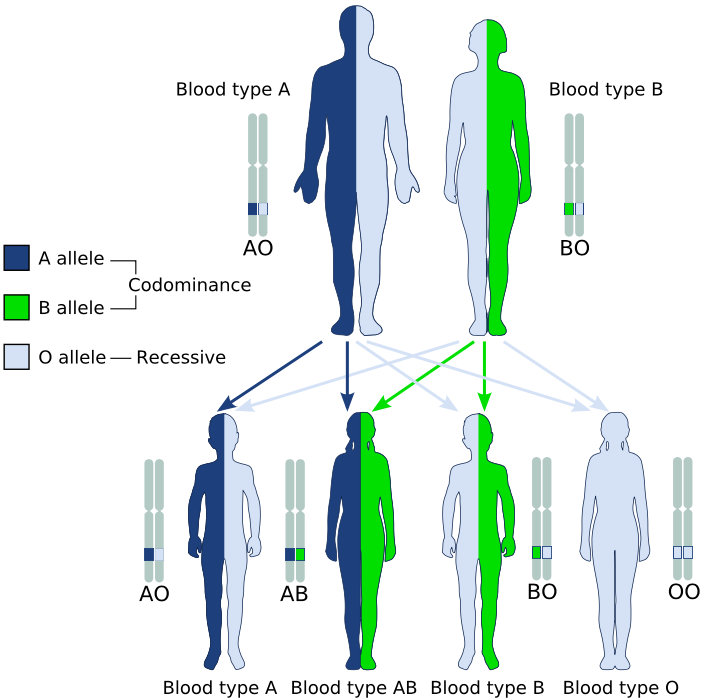 Blood type A
Blood type B
AO
BO
A allele
Codominance
B allele
O allele
Recessive
AO
AB
BO
OO
Blood type A
Blood type AB
Blood type B
Blood type O